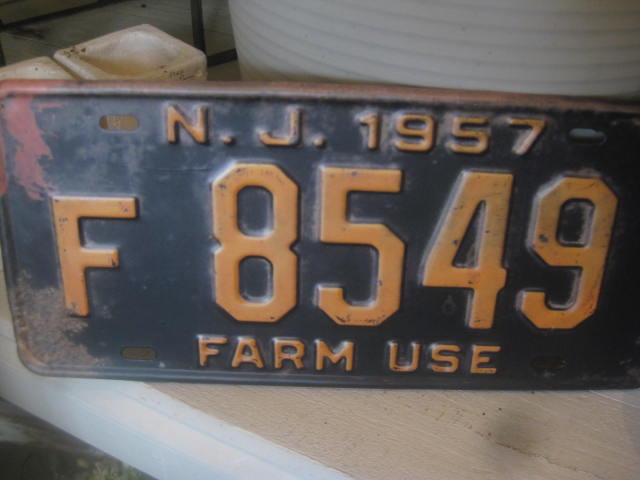 N. J. 1957
F 8549
FARM USE